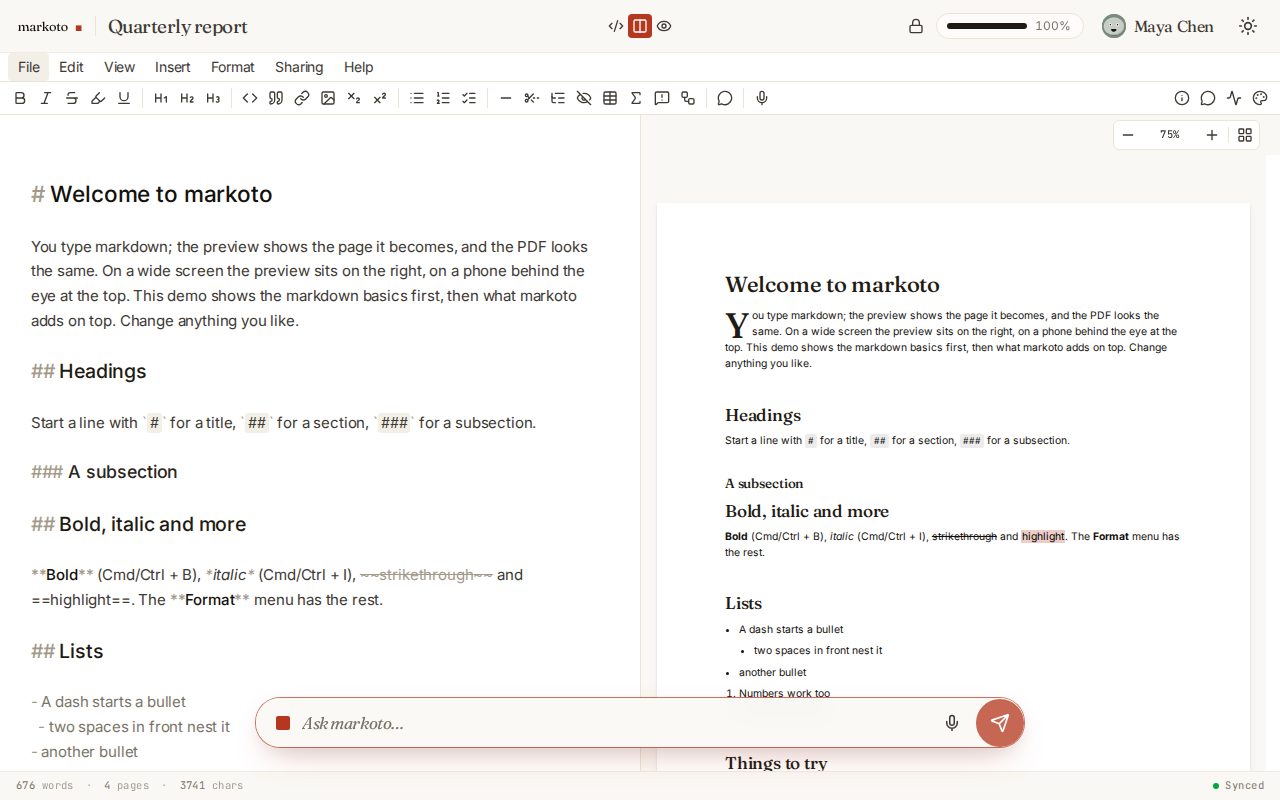 markoto
Quarterly report
100%
Maya Chen
File Edit View Insert Format Sharing Help
H1 H2 H3
75%
# Welcome to markoto
You type markdown; the preview shows the page it becomes, and the PDF looks
the same. On a wide screen the preview sits on the right, on a phone behind the
eye at the top. This demo shows the markdown basics first, then what markoto
adds on top. Change anything you like.
## Headings
Start a line with `#` for a title, `##` for a section, `###` for a subsection.
### A subsection
## Bold, italic and more
**Bold** (Cmd/Ctrl + B), *italic* (Cmd/Ctrl + I), ~~strikethrough~~ and
==highlight==. The **Format** menu has the rest.
## Lists
- A dash starts a bullet
- two spaces in front nest it
- another bullet
Welcome to markoto
You type markdown; the preview shows the page it becomes, and the PDF looks the
same. On a wide screen the preview sits on the right, on a phone behind the eye at the
top. This demo shows the markdown basics first, then what markoto adds on top. Change
anything you like.
Headings
Start a line with # for a title, ## for a section, ### for a subsection.
A subsection
Bold, italic and more
Bold (Cmd/Ctrl + B), italic (Cmd/Ctrl + I), strikethrough and highlight. The Format menu has
the rest.
Lists
• A dash starts a bullet
• two spaces in front nest it
• another bullet
1. Numbers work too
Things to try
Ask markoto...
676 words · 4 pages · 3741 chars
Synced